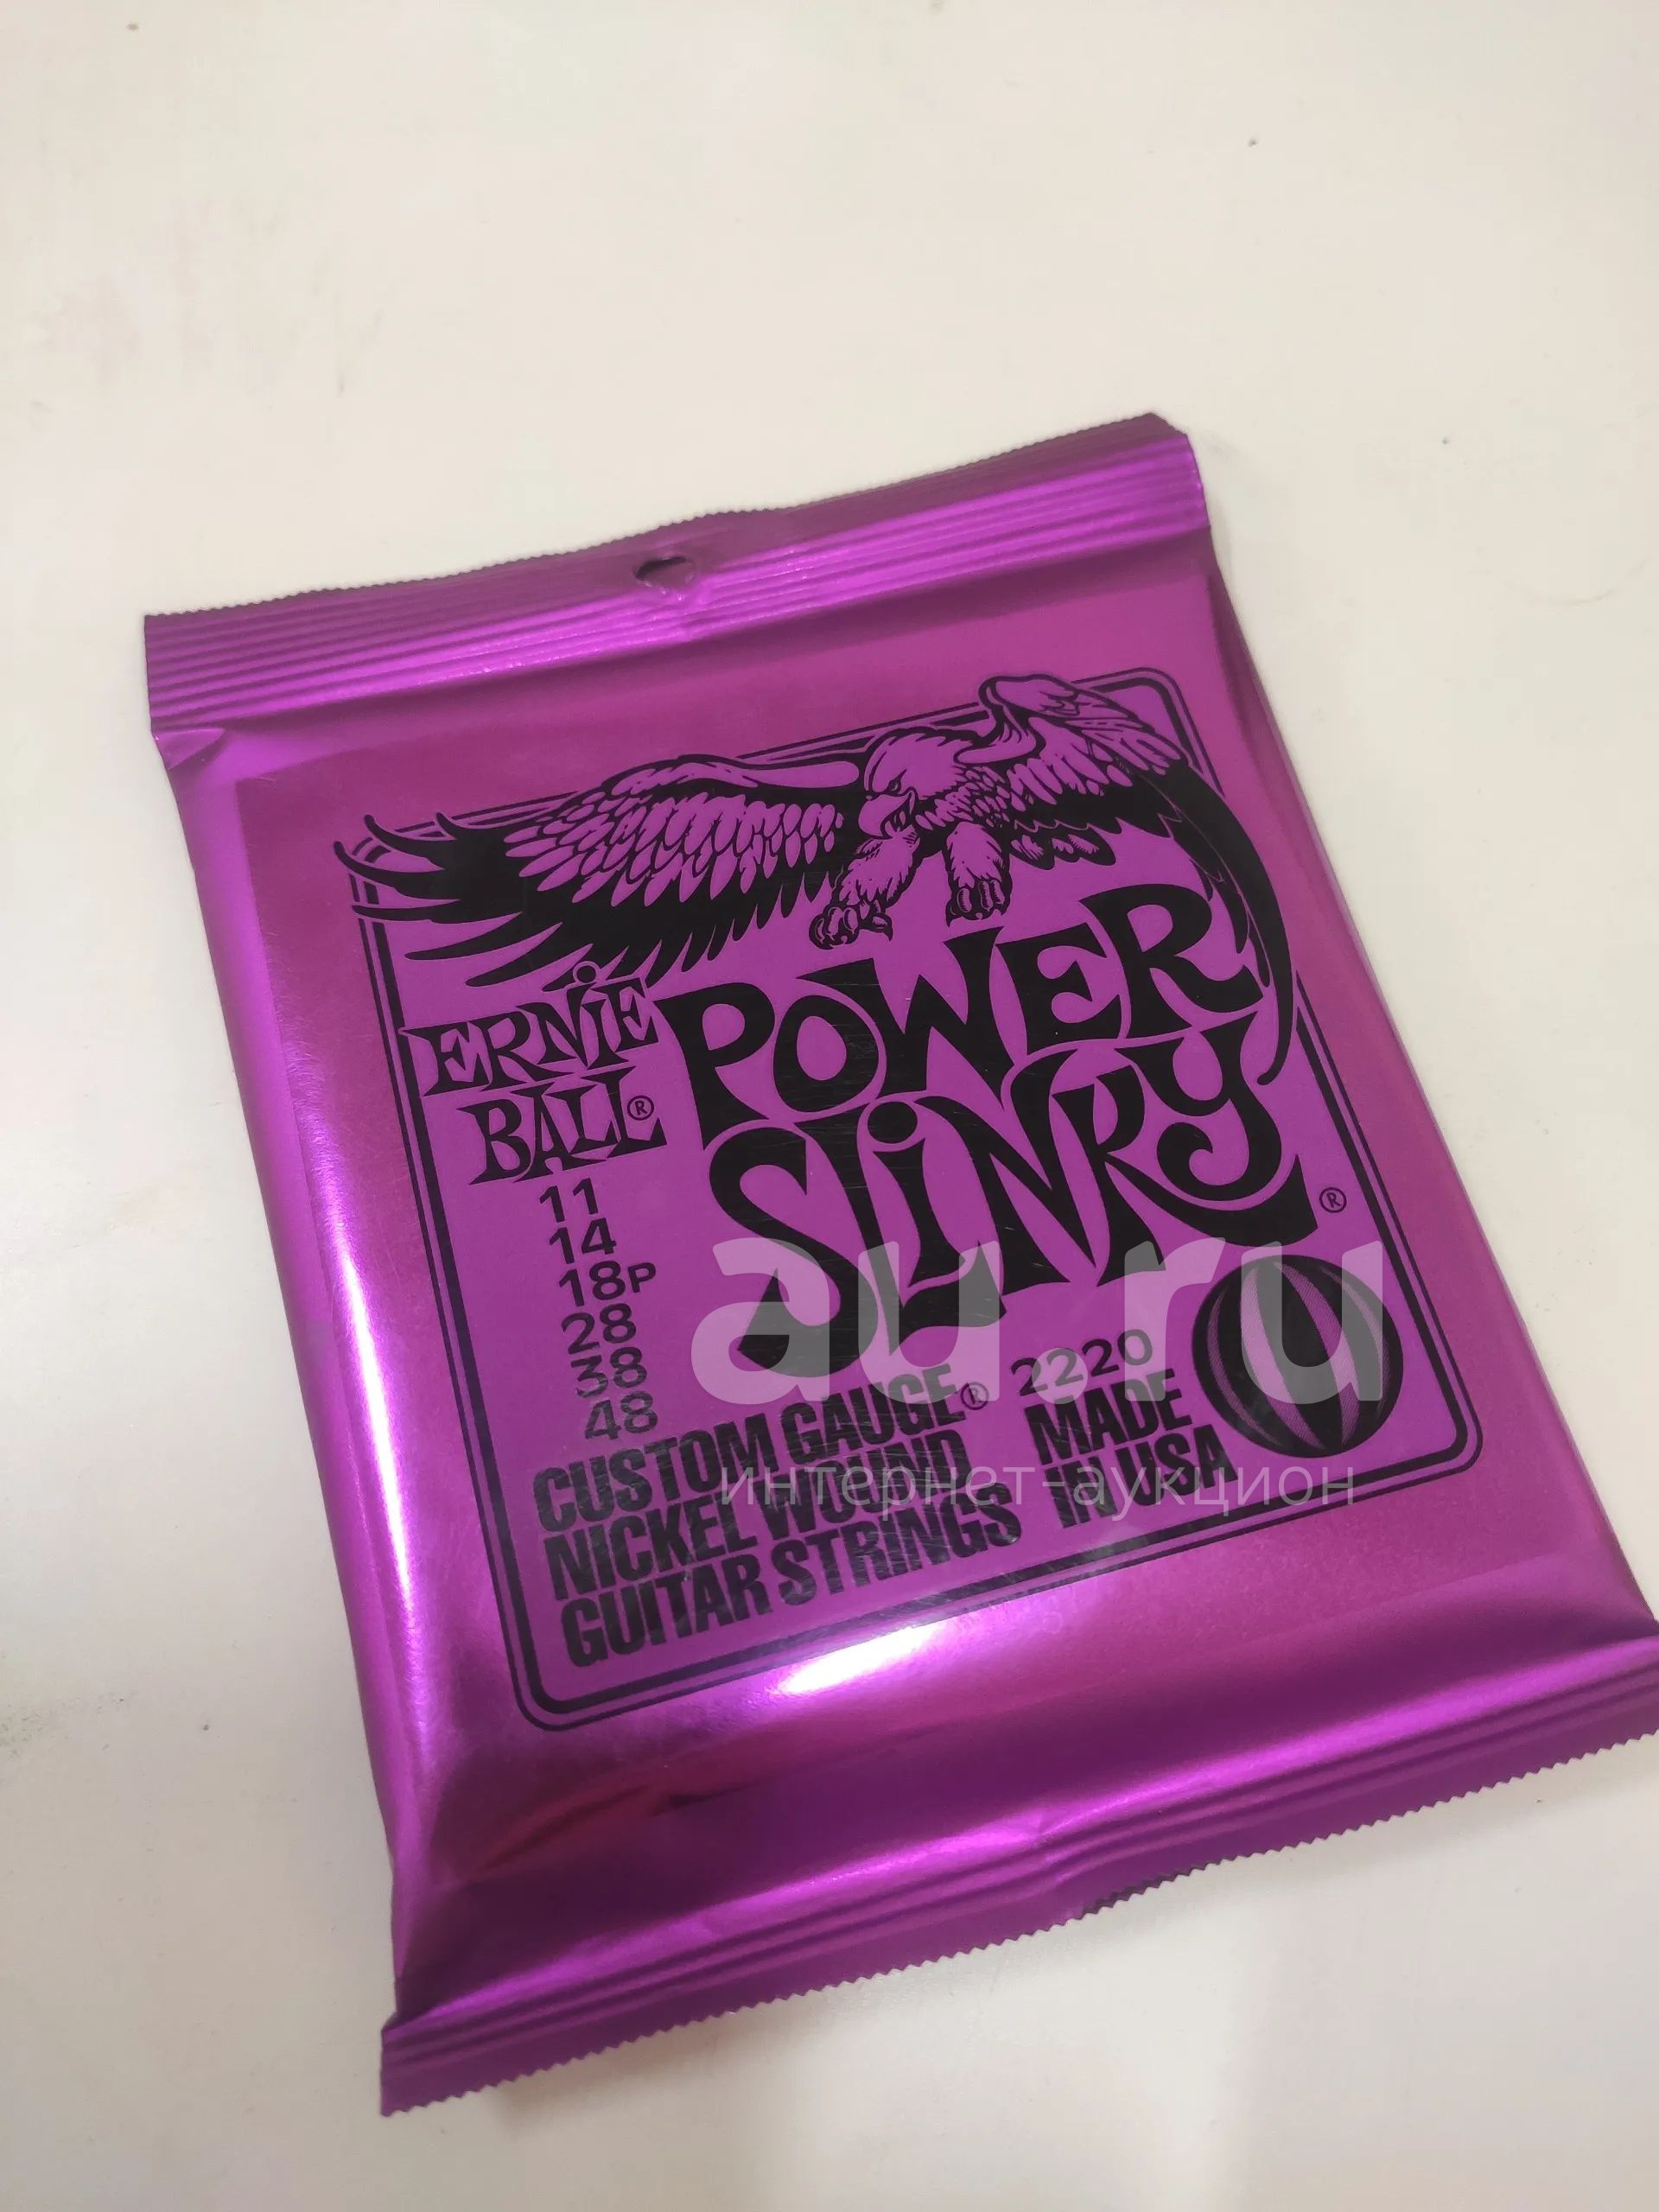 ERNiE
BALL®
POWER
SLiNKY®
11
14
18P
28
38
48
au.ru
интернет-аукцион
CUSTOM GAUGE®
NICKEL WOUND
GUITAR STRINGS
2220
MADE
IN USA